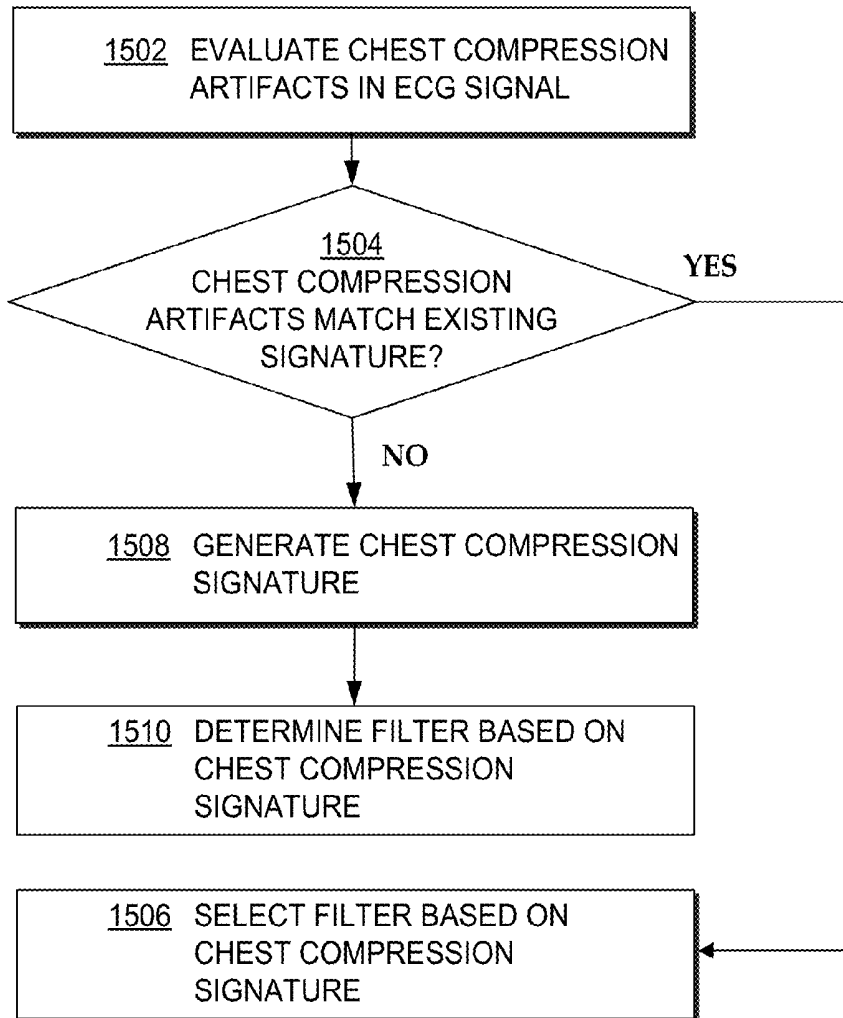 1502 EVALUATE CHEST COMPRESSION
ARTIFACTS IN ECG SIGNAL
1504
CHEST COMPRESSION
ARTIFACTS MATCH EXISTING
SIGNATURE?
YES
NO
1508 GENERATE CHEST COMPRESSION
SIGNATURE
1510 DETERMINE FILTER BASED ON
CHEST COMPRESSION
SIGNATURE
1506 SELECT FILTER BASED ON
CHEST COMPRESSION
SIGNATURE